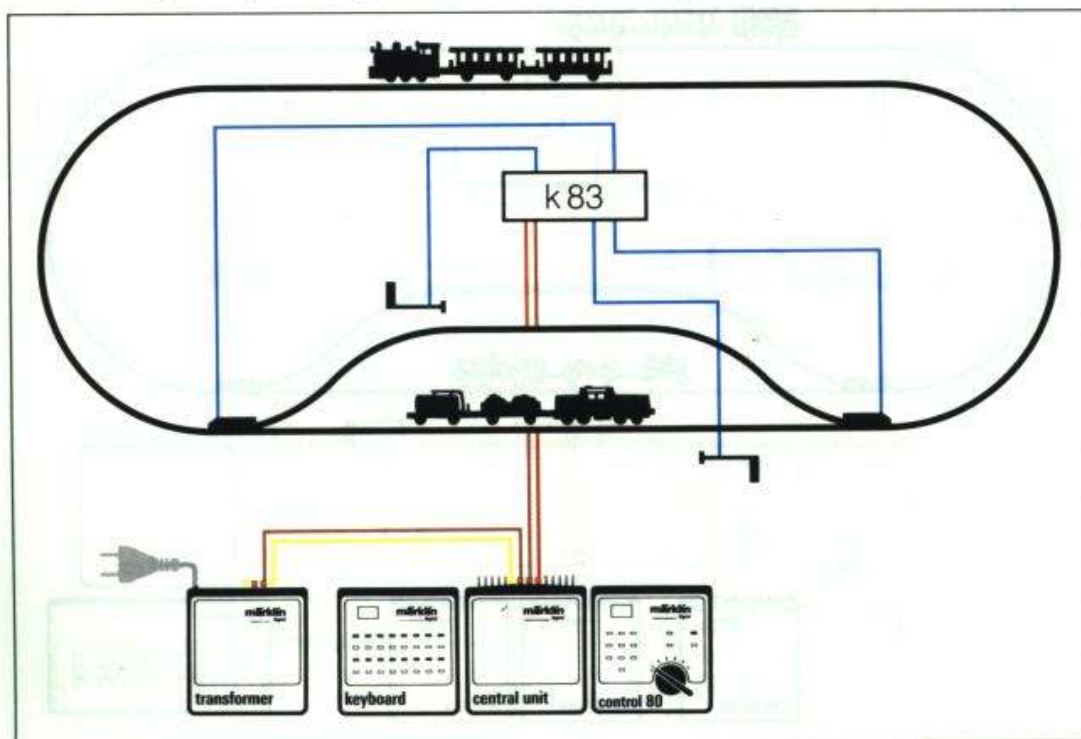 k 83
märklin
märklin
märklin
märklin
transformer
keyboard
central unit
control 80